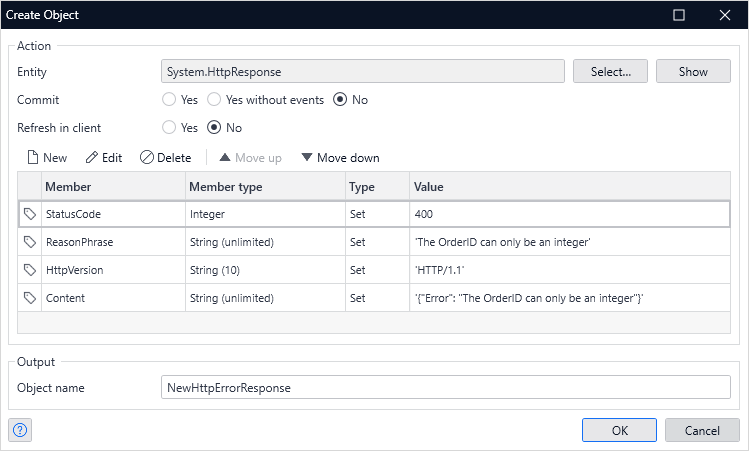 Create Object
Action
Entity System.HttpResponse Select... Show
Commit Yes Yes without events No
Refresh in client Yes No
New Edit Delete Move up Move down
Member Member type Type Value
StatusCode Integer Set 400
ReasonPhrase String (unlimited) Set 'The OrderID can only be an integer'
HttpVersion String (10) Set 'HTTP/1.1'
Content String (unlimited) Set '{"Error": "The OrderID can only be an integer"}'
Output
Object name NewHttpErrorResponse
? OK Cancel